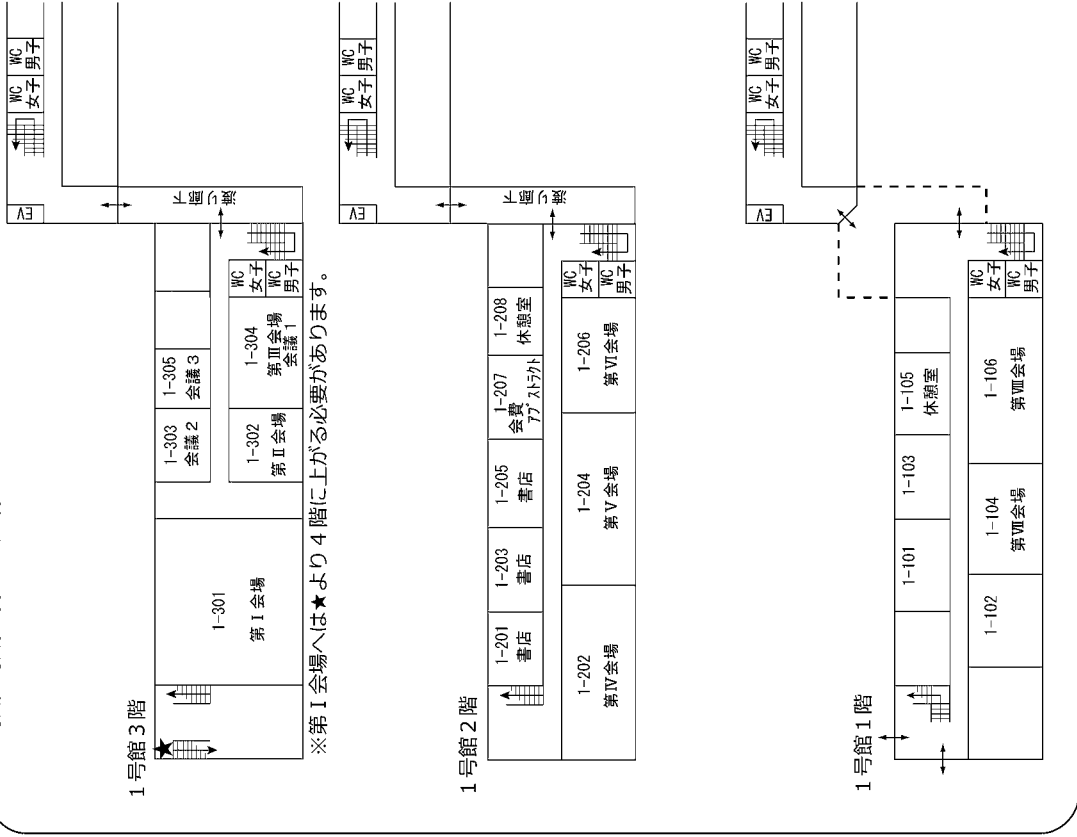 1号館3階
1-301
第Ⅰ会場
1-303
会議2
1-305
会議3
1-302
第Ⅱ会場
1-304
第Ⅲ会場
会議1
WC
女子
WC
男子
渡り廊下
EV
WC
女子
WC
男子
※第Ⅰ会場へは★より4階に上がる必要があります。
1号館2階
1-201
書店
1-203
書店
1-205
書店
1-207
会費
アブストラクト
1-208
休憩室
1-202
第Ⅳ会場
1-204
第Ⅴ会場
1-206
第Ⅵ会場
WC
女子
WC
男子
渡り廊下
EV
WC
女子
WC
男子
1号館1階
1-101
1-103
1-105
休憩室
1-102
1-104
第Ⅶ会場
1-106
第Ⅷ会場
WC
女子
WC
男子
EV
WC
女子
WC
男子